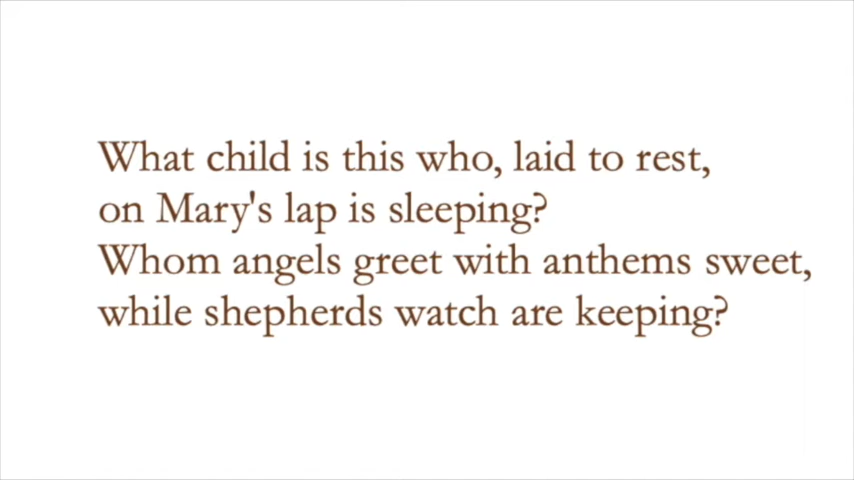 What child is this who, laid to rest,
on Mary's lap is sleeping?
Whom angels greet with anthems sweet,
while shepherds watch are keeping?